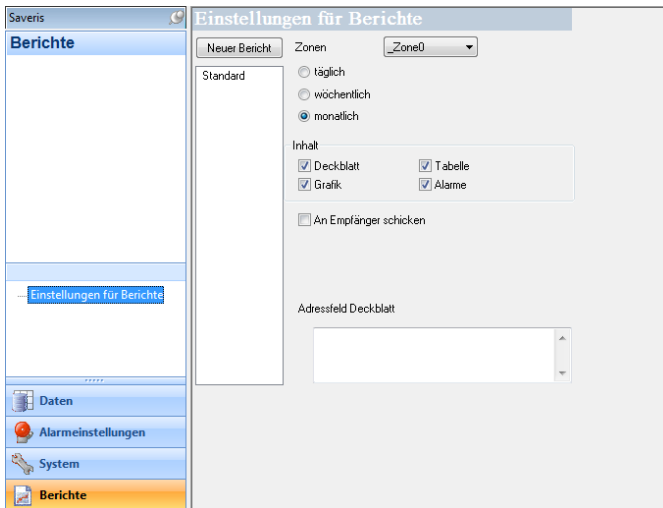 Saveris
Berichte
Einstellungen für Berichte
Daten
Alarmeinstellungen
System
Berichte
Einstellungen für Berichte
Neuer Bericht
Zonen
_Zone0
Standard
täglich
wöchentlich
monatlich
Inhalt
Deckblatt
Tabelle
Grafik
Alarme
An Empfänger schicken
Adressfeld Deckblatt